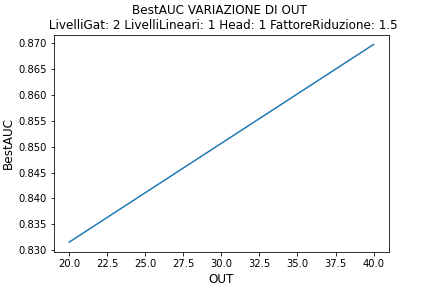 BestAUC VARIAZIONE DI OUT
LivelliGat: 2 LivelliLineari: 1 Head: 1 FattoreRiduzione: 1.5
0.870
0.865
0.860
0.855
0.850
0.845
0.840
0.835
0.830
BestAUC
20.0 22.5 25.0 27.5 30.0 32.5 35.0 37.5 40.0
OUT